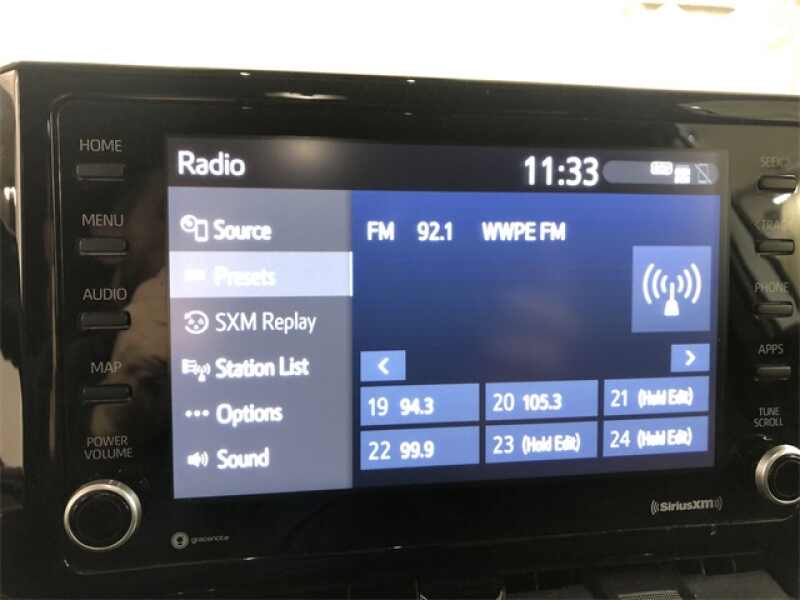 HOME
MENU
AUDIO
MAP
POWER
VOLUME
Radio
11:33
Source
Presets
SXM Replay
Station List
Options
Sound
FM 92.1 WWPE FM
<
>
19 94.3
20 105.3
21 (Hold Edit)
22 99.9
23 (Hold Edit)
24 (Hold Edit)
SEEK
TRACK
PHONE
APPS
TUNE
SCROLL
gracenote
SiriusXM